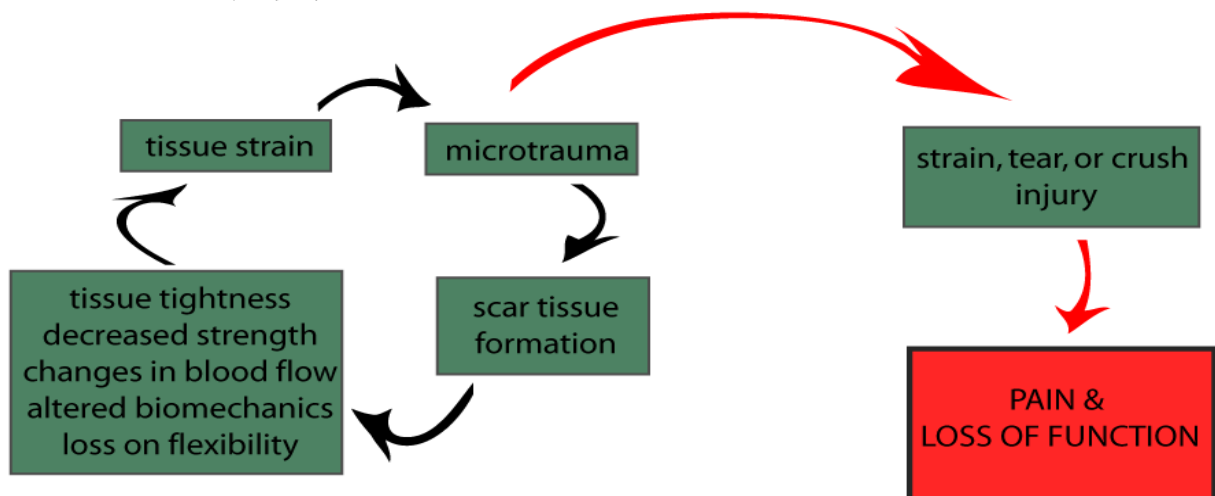 tissue strain
microtrauma
strain, tear, or crush
injury
tissue tightness
decreased strength
changes in blood flow
altered biomechanics
loss on flexibility
scar tissue
formation
PAIN &
LOSS OF FUNCTION